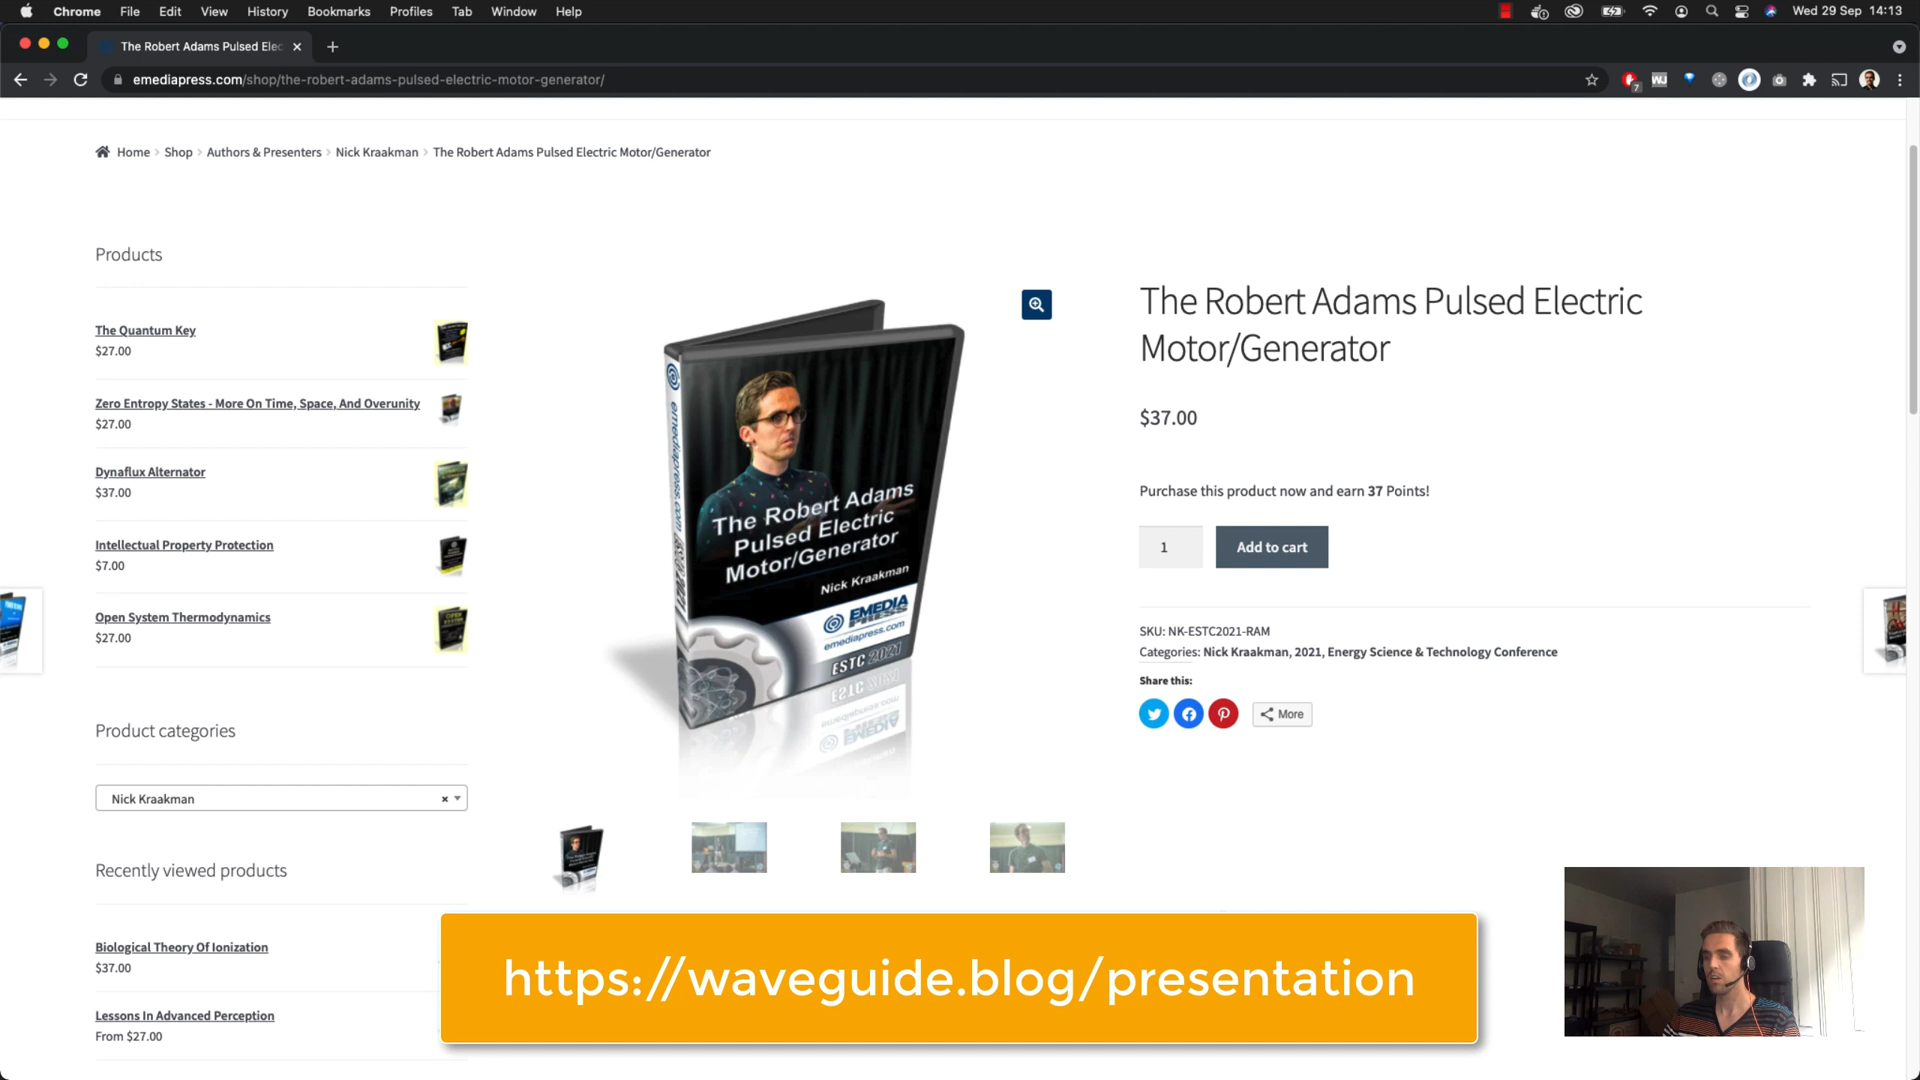 Chrome File Edit View History Bookmarks Profiles Tab Window Help
Wed 29 Sep 14:13
The Robert Adams Pulsed Elec
emediapress.com/shop/the-robert-adams-pulsed-electric-motor-generator/
7
Home › Shop › Authors & Presenters › Nick Kraakman › The Robert Adams Pulsed Electric Motor/Generator
Products
The Quantum Key
$27.00
Zero Entropy States - More On Time, Space, And Overunity
$27.00
Dynaflux Alternator
$37.00
Intellectual Property Protection
$7.00
Open System Thermodynamics
$27.00
Product categories
Nick Kraakman
Recently viewed products
Biological Theory Of Ionization
$37.00
Lessons In Advanced Perception
From $27.00
emediapress.com
The Robert Adams
Pulsed Electric
Motor/Generator
Nick Kraakman
EMEDIA
PRESS
emediapress.com
ESTC 2021
The Robert Adams Pulsed Electric
Motor/Generator
$37.00
Purchase this product now and earn 37 Points!
1
Add to cart
SKU: NK-ESTC2021-RAM
Categories: Nick Kraakman, 2021, Energy Science & Technology Conference
Share this:
More
https://waveguide.blog/presentation